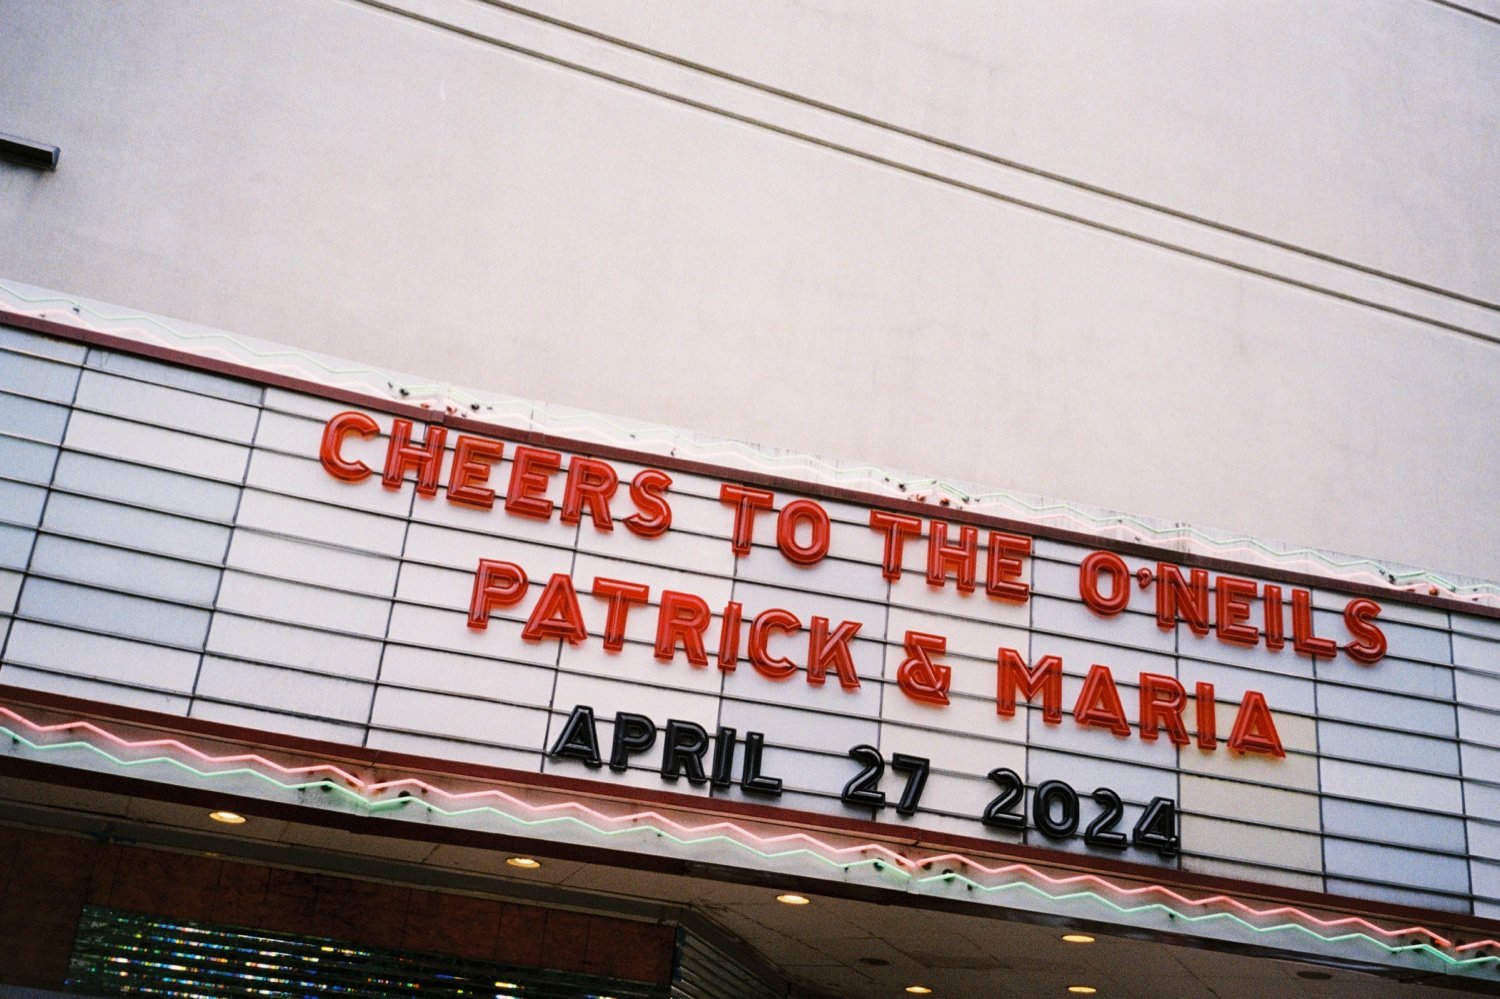 CHEERS TO THE O'NEILS
PATRICK & MARIA
APRIL 27 2024